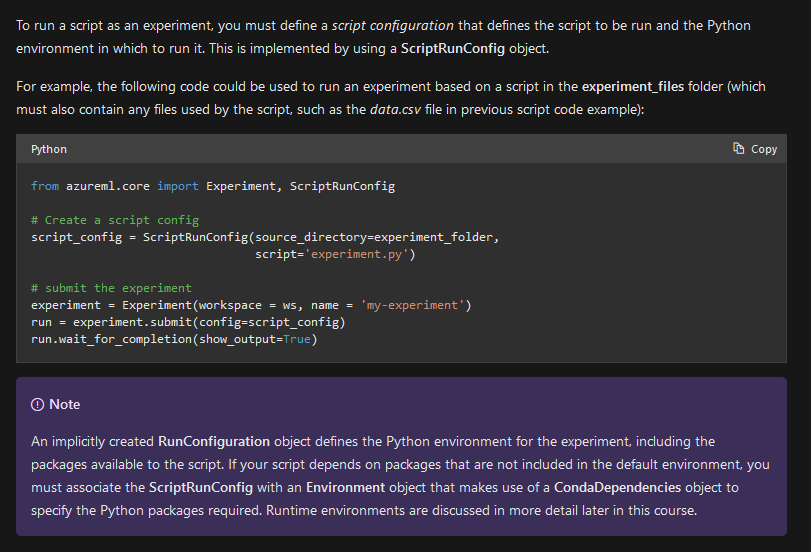 To run a script as an experiment, you must define a script configuration that defines the script to be run and the Python
environment in which to run it. This is implemented by using a ScriptRunConfig object.
For example, the following code could be used to run an experiment based on a script in the experiment_files folder (which
must also contain any files used by the script, such as the data.csv file in previous script code example):
Python
Copy
from azureml.core import Experiment, ScriptRunConfig
# Create a script config
script_config = ScriptRunConfig(source_directory=experiment_folder,
script='experiment.py')
# submit the experiment
experiment = Experiment(workspace = ws, name = 'my-experiment')
run = experiment.submit(config=script_config)
run.wait_for_completion(show_output=True)
Note
An implicitly created RunConfiguration object defines the Python environment for the experiment, including the
packages available to the script. If your script depends on packages that are not included in the default environment, you
must associate the ScriptRunConfig with an Environment object that makes use of a CondaDependencies object to
specify the Python packages required. Runtime environments are discussed in more detail later in this course.